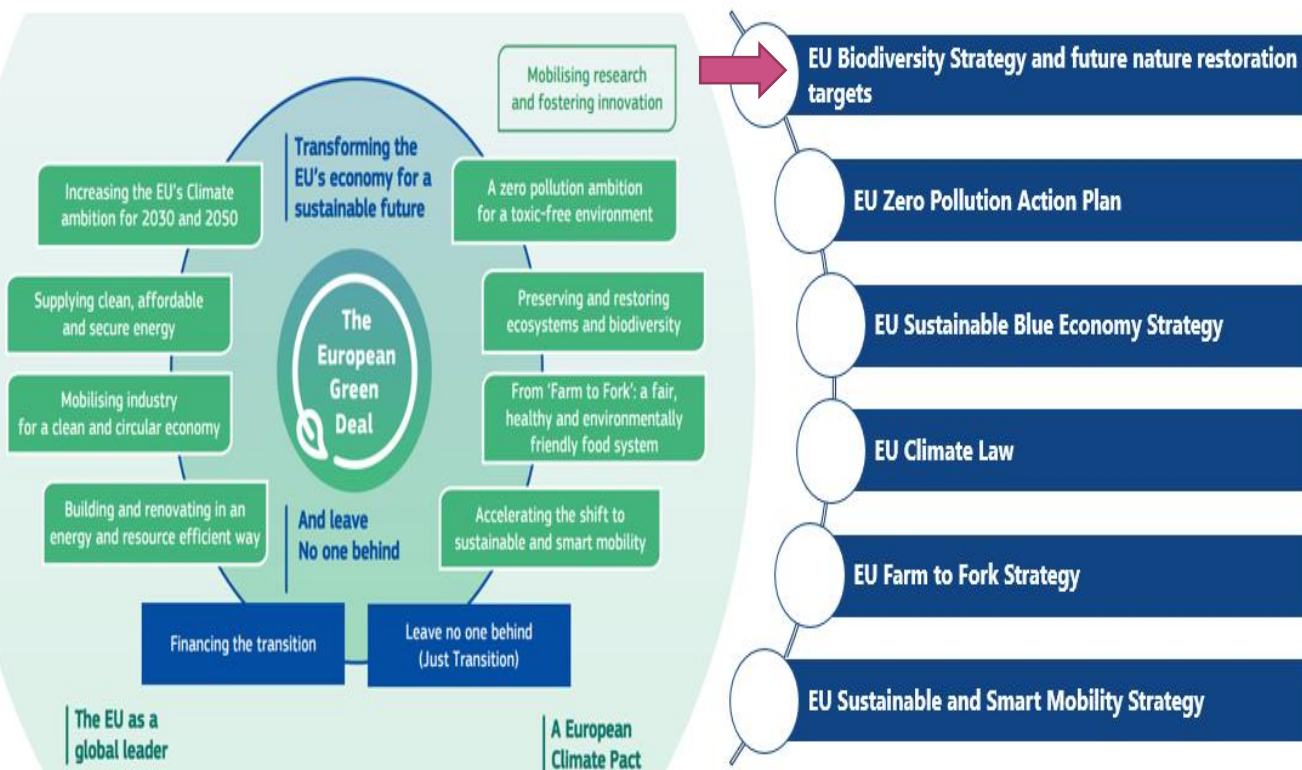 Mobilising research
and fostering innovation
Transforming the
EU's economy for a
sustainable future
Increasing the EU's Climate
ambition for 2030 and 2050
A zero pollution ambition
for a toxic-free environment
Supplying clean, affordable
and secure energy
Preserving and restoring
ecosystems and biodiversity
The
European
Green
Deal
Mobilising industry
for a clean and circular economy
From 'Farm to Fork': a fair,
healthy and environmentally
friendly food system
Building and renovating in an
energy and resource efficient way
And leave
No one behind
Accelerating the shift to
sustainable and smart mobility
Financing the transition
Leave no one behind
(Just Transition)
The EU as a
global leader
A European
Climate Pact
EU Biodiversity Strategy and future nature restoration
targets
EU Zero Pollution Action Plan
EU Sustainable Blue Economy Strategy
EU Climate Law
EU Farm to Fork Strategy
EU Sustainable and Smart Mobility Strategy